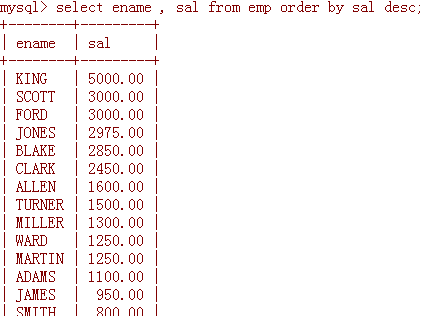 mysql> select ename , sal from emp order by sal desc;
+--------+---------+
| ename | sal |
+--------+---------+
| KING | 5000.00 |
| SCOTT | 3000.00 |
| FORD | 3000.00 |
| JONES | 2975.00 |
| BLAKE | 2850.00 |
| CLARK | 2450.00 |
| ALLEN | 1600.00 |
| TURNER | 1500.00 |
| MILLER | 1300.00 |
| WARD | 1250.00 |
| MARTIN | 1250.00 |
| ADAMS | 1100.00 |
| JAMES | 950.00 |
| SMITH | 800.00 |